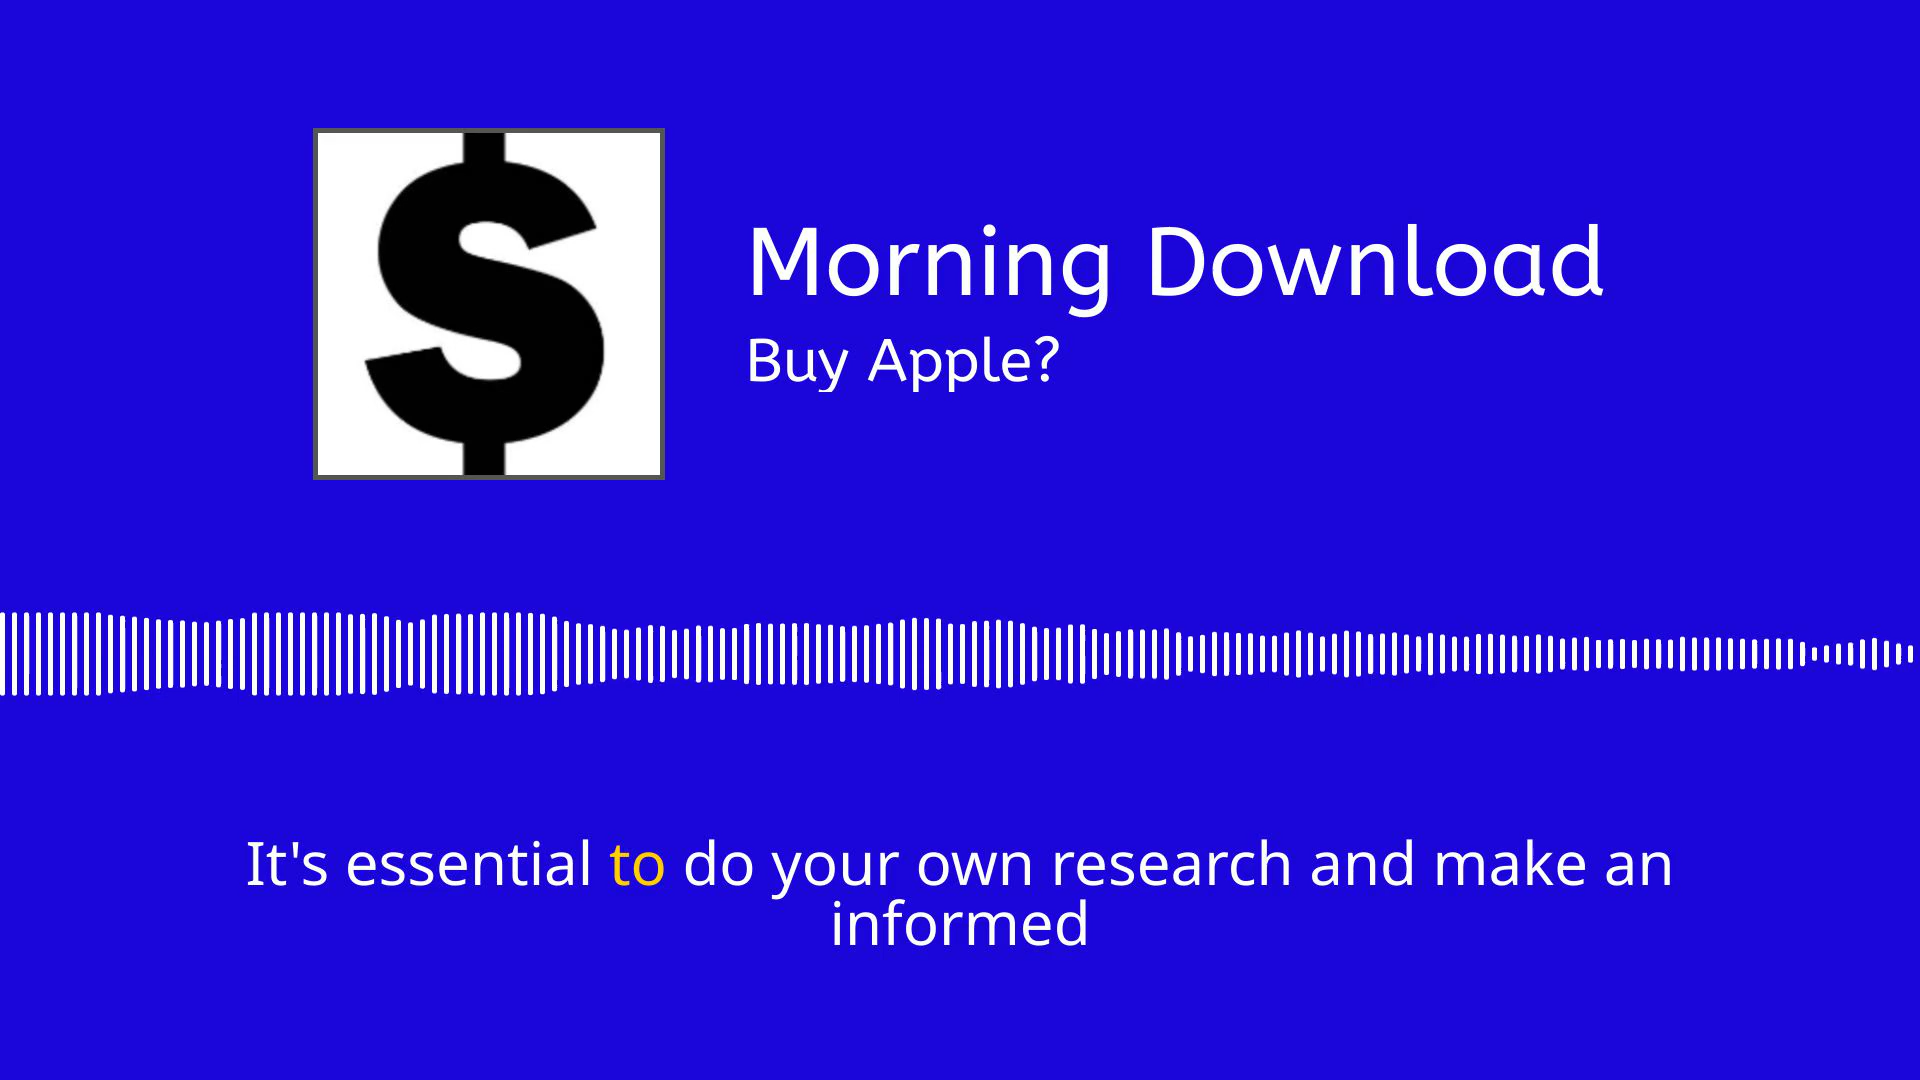 $
Morning Download
Buy Apple?
It's essential to do your own research and make an
informed